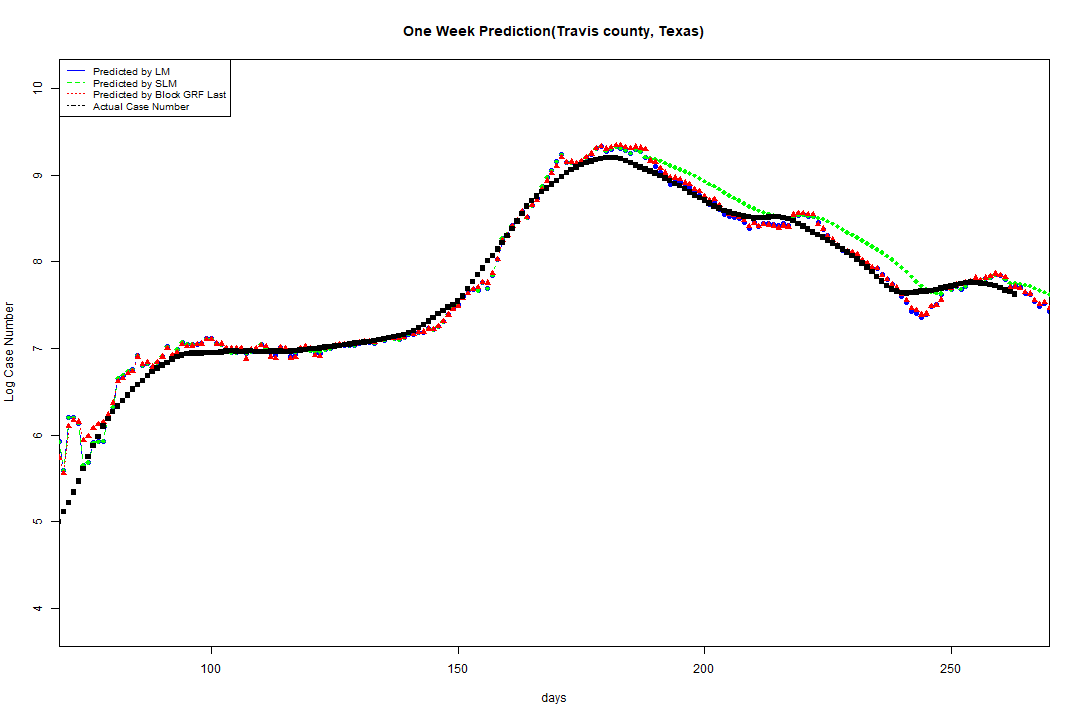 One Week Prediction(Travis county, Texas)
Predicted by LM
Predicted by SLM
Predicted by Block GRF Last
Actual Case Number
10
9
8
7
6
5
4
Log Case Number
100 150 200 250
days